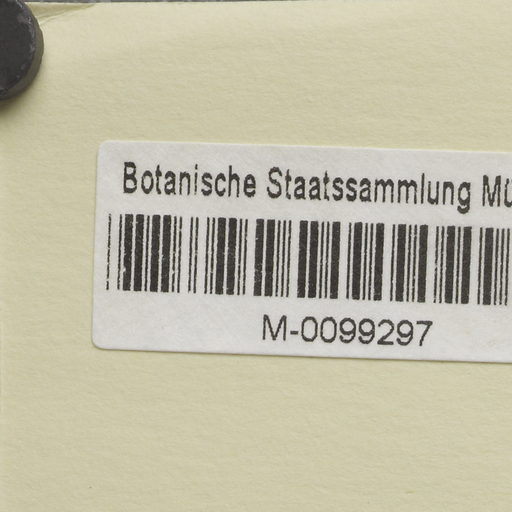 Botanische Staatssammlung Mü
M-0099297